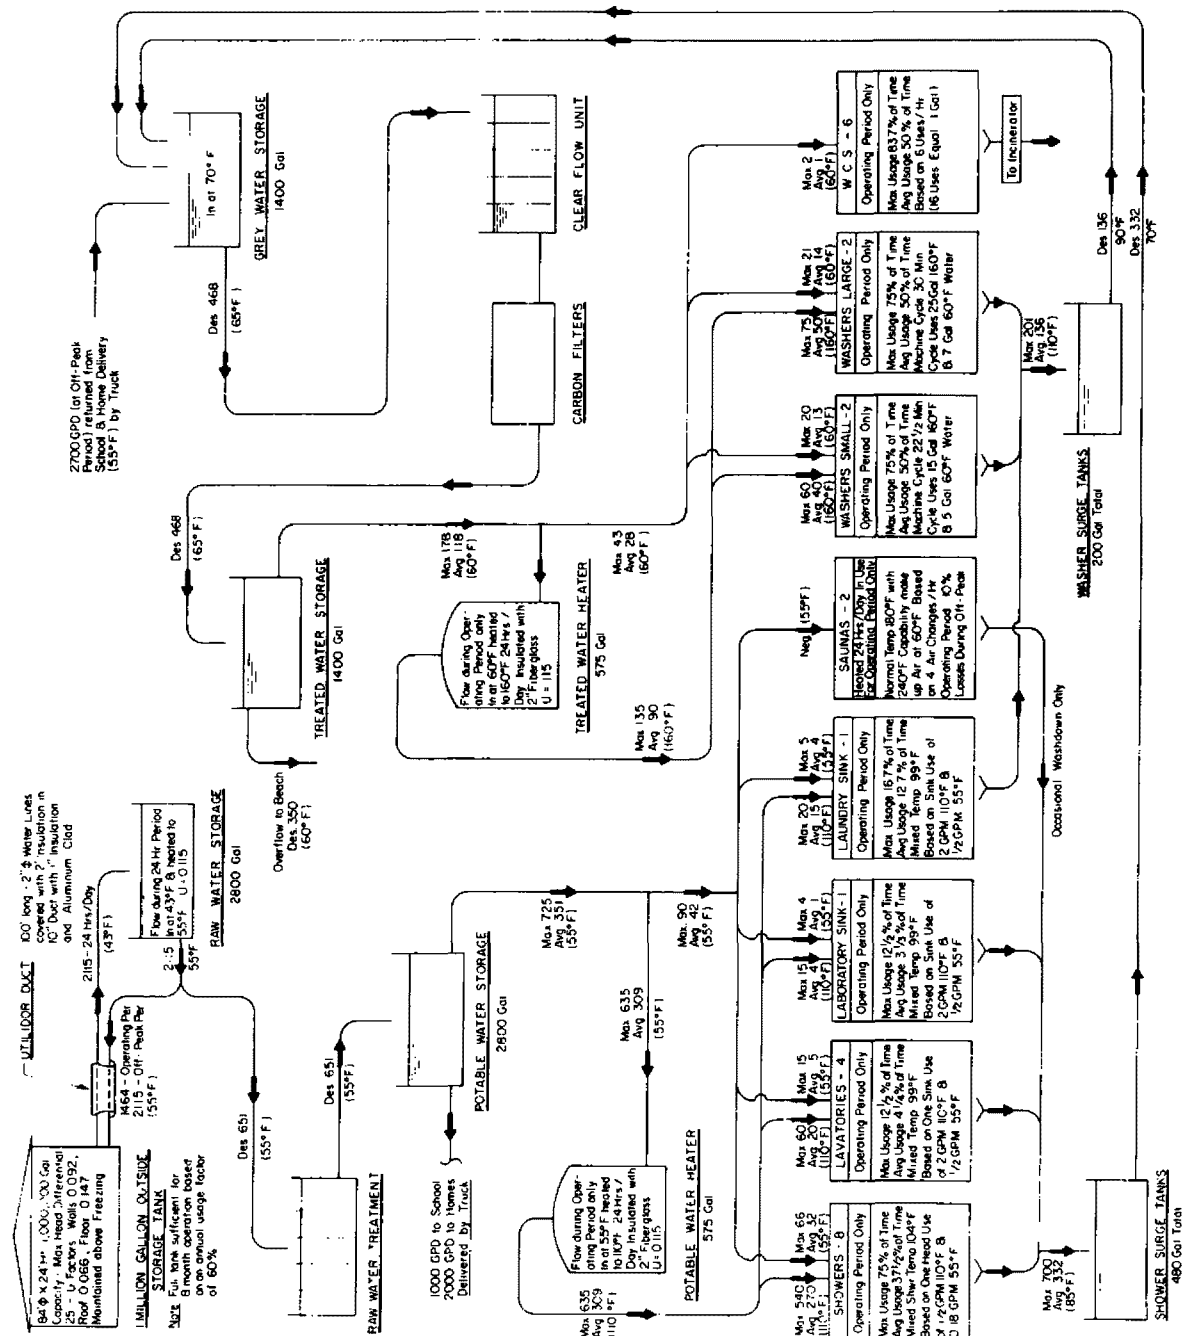 2700 GPD (at Off-Peak
Period) returned from
School & Home Delivery
(55°F) by Truck
In at 70°F
GREY WATER STORAGE
1400 Gal
Des 468
(65°F)
CLEAR FLOW UNIT
CARBON FILTERS
Des 468
(65°F)
TREATED WATER STORAGE
1400 Gal
Overflow to Beach
Des. 350
(60°F)
Max 178
Avg 118
(60°F)
Flow during Oper-
ating Period only
In at 60°F heated
to 160°F 24 Hrs /
Day Insulated with
2" Fiberglass
U = 115
TREATED WATER HEATER
575 Gal
Max 43
Avg 28
(60°F)
Max 135
Avg 90
(160°F)
UTILIDOR DUCT
100' long - 2" Φ Water Lines
covered with 2" Insulation in
10" Duct with 1" Insulation
and Aluminum Clad
84'Φ X 24'H
Capacity - Max Head Differential
25' U Factors Walls 0.092,
Roof 0.066, Floor 0.147
Maintained above Freezing
1 MILLION GALLON OUTSIDE
STORAGE TANK
Note: Full tank sufficient for
8 month operation based
on an annual usage factor
of 60%
2115 - 24 Hrs/Day
(43°F)
1464 - Operating Per
2115 - Off-Peak Per
(55°F)
Flow during 24 Hr Period
In at 43°F & heated to
55°F U=0.115
RAW WATER STORAGE
2800 Gal
2115
55°F
Des 651
(55°F)
RAW WATER TREATMENT
Des 651
(55°F)
POTABLE WATER STORAGE
2800 Gal
1000 GPD to School
2000 GPD to Homes
Delivered by Truck
Max 725
Avg 351
(55°F)
Max 635
Avg 309
(55°F)
Max 90
Avg 42
(55°F)
Flow during Oper-
ating Period only
In at 55°F heated
to 110°F 24 Hrs /
Day Insulated with
2" Fiberglass
U=0.115
POTABLE WATER HEATER
575 Gal
Max 635
Avg 309
(110°F)
Max 2
Avg 1
(60°F)
WCS - 6
Operating Period Only
Max Usage 83.7% of Time
Avg Usage 50% of Time
Based on 6 Uses/Hr
(16 Uses Equal 1 Gal)
To Incinerator
Max 75
Avg 50
(160°F)
Max 21
Avg 14
(60°F)
WASHERS LARGE-2
Operating Period Only
Max Usage 75% of Time
Avg Usage 50% of Time
Machine Cycle 30 Min
Cycle Uses 25 Gal 160°F
& 7 Gal 60°F Water
Max 60
Avg 40
(160°F)
Max 20
Avg 13
(60°F)
WASHERS SMALL-2
Operating Period Only
Max Usage 75% of Time
Avg Usage 50% of Time
Machine Cycle 22 1/2 Min
Cycle Uses 15 Gal 160°F
& 5 Gal 60°F Water
Neg (55°F)
SAUNAS - 2
Heated 24 Hrs/Day In Use
For Operating Period Only
Normal Temp 180°F with
240°F Capability make
up Air at 60°F Based
on 4 Air Changes/Hr
Operating Period 10%
Losses During Off-Peak
Max 20
Avg 15
(110°F)
Max 5
Avg 4
(55°F)
LAUNDRY SINK - 1
Operating Period Only
Max Usage 16.7% of Time
Avg Usage 12.7% of Time
Mixed Temp 99°F
Based on Sink Use of
2 GPM 110°F &
1/2 GPM 55°F
Max 15
Avg 4
(110°F)
Max 4
Avg 1
(55°F)
LABORATORY SINK-1
Operating Period Only
Max Usage 12 1/2% of Time
Avg Usage 3 1/3% of Time
Mixed Temp 99°F
Based on Sink Use of
2 GPM 110°F &
1/2 GPM 55°F
Max 60
Avg 20
(110°F)
Max 15
Avg 5
(55°F)
LAVATORIES - 4
Operating Period Only
Max Usage 12 1/2% of Time
Avg Usage 4 1/4% of Time
Mixed Temp 99°F
Based on One Sink Use
of 2 GPM 110°F &
1/2 GPM 55°F
Max 540
Avg 270
(110°F)
Max 66
Avg 32
(55°F)
SHOWERS - 8
Operating Period Only
Max Usage 75% of Time
Avg Usage 37 1/2% of Time
Mixed Shwr Temp 104°F
Based on One Head Use
of 1 1/2 GPM 110°F &
0.18 GPM 55°F
Occasional Washdown Only
Max 201
Avg 136
(110°F)
WASHER SURGE TANKS
200 Gal Total
Des 136
90°F
Des 332
70°F
Max 700
Avg 332
(85°F)
SHOWER SURGE TANKS
480 Gal Total